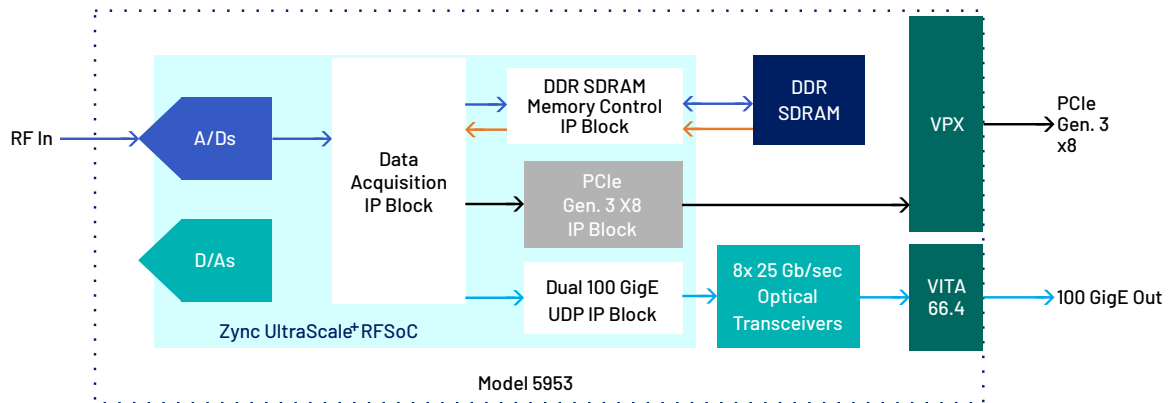 RF In
A/Ds
D/As
Data
Acquisition
IP Block
DDR SDRAM
Memory Control
IP Block
DDR
SDRAM
PCIe
Gen. 3 X8
IP Block
Dual 100 GigE
UDP IP Block
8x 25 Gb/sec
Optical
Transceivers
VPX
VITA
66.4
PCIe
Gen. 3
x8
100 GigE Out
Zync UltraScale+ RFSoC
Model 5953